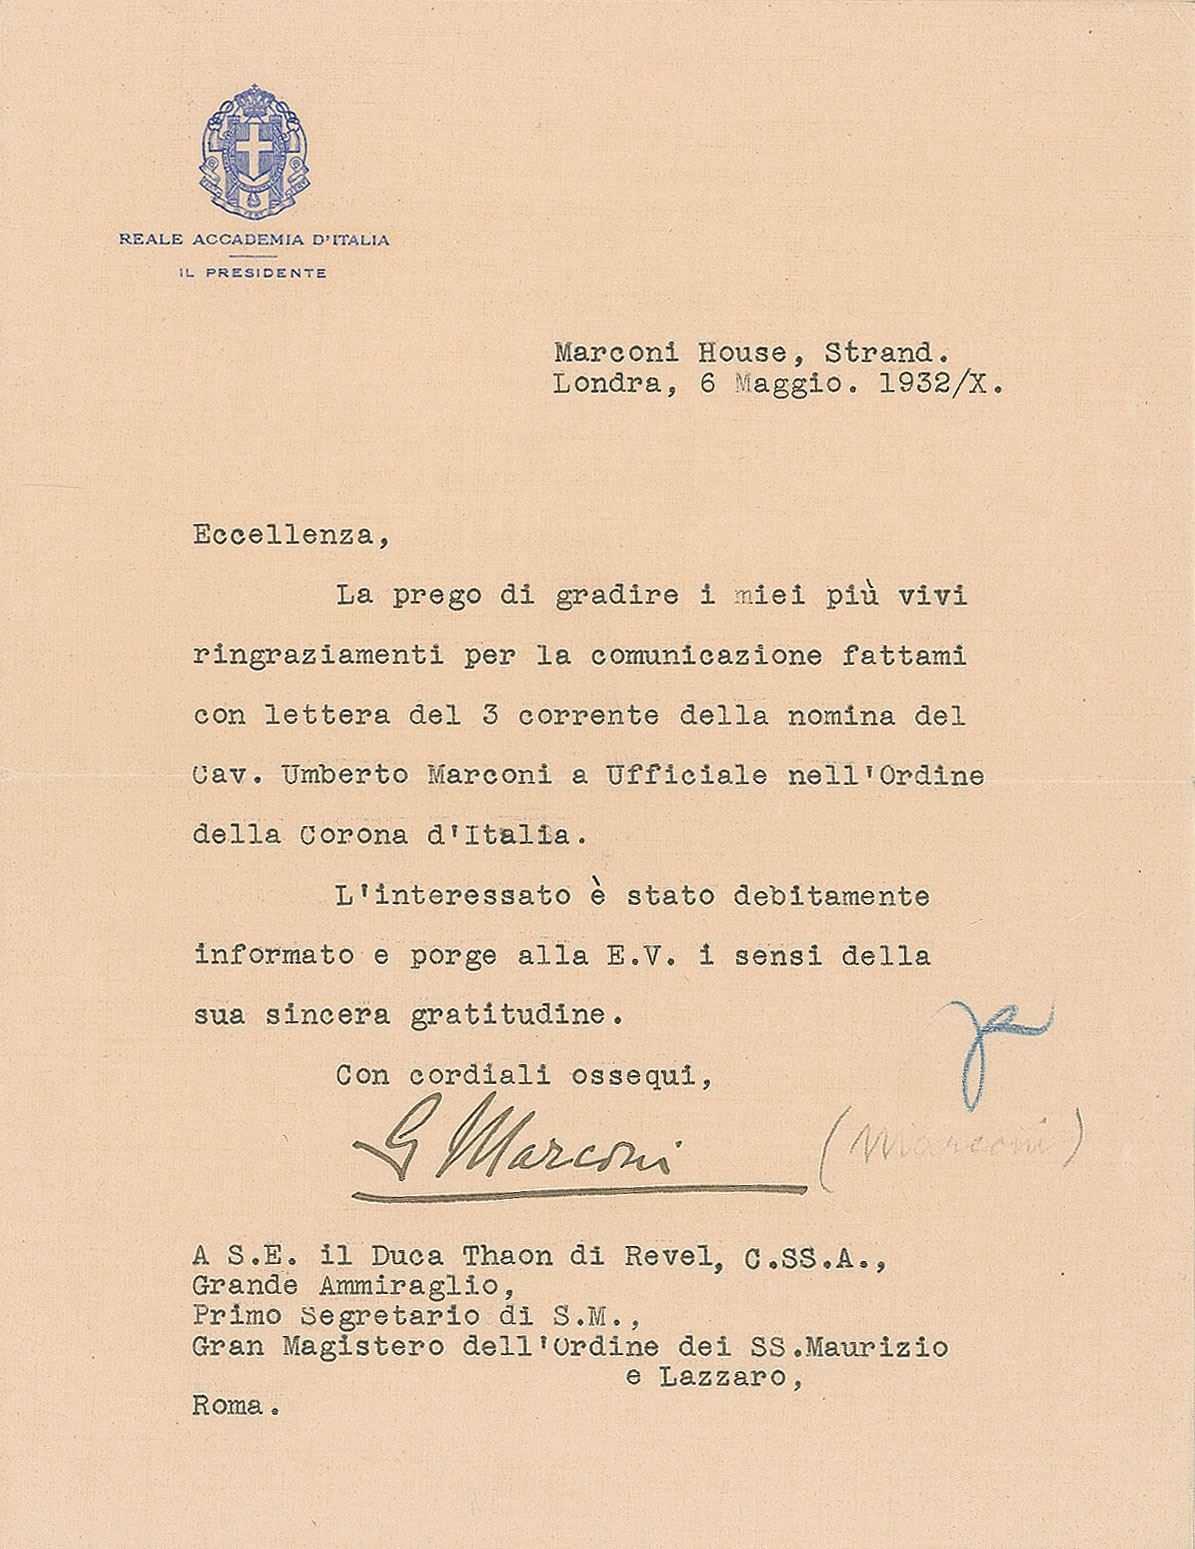 REALE ACCADEMIA D'ITALIA
IL PRESIDENTE
Marconi House, Strand.
Londra, 6 Maggio. 1932/X.
Eccellenza,
La prego di gradire i miei più vivi
ringraziamenti per la comunicazione fattami
con lettera del 3 corrente della nomina del
Cav. Umberto Marconi a Ufficiale nell'Ordine
della Corona d'Italia.
L'interessato è stato debitamente
informato e porge alla E.V. i sensi della
sua sincera gratitudine.
Con cordiali ossequi,
G Marconi
(Marconi)
A S.E. il Duca Thaon di Revel, C.SS.A.,
Grande Ammiraglio,
Primo Segretario di S.M.,
Gran Magistero dell'Ordine dei SS.Maurizio
e Lazzaro,
Roma.